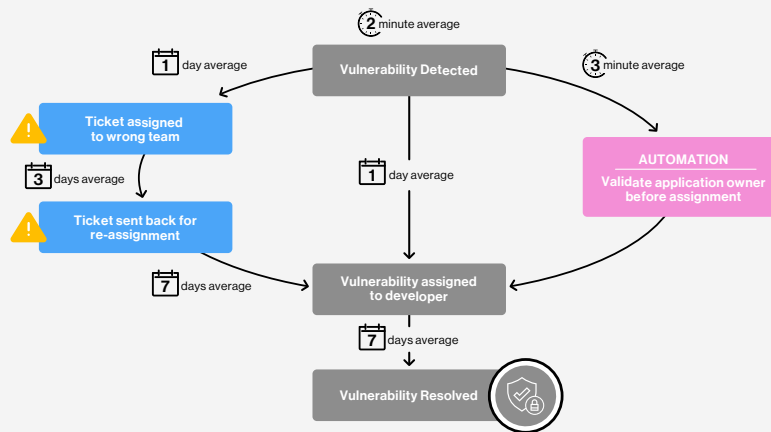 2 minute average
1 day average
Vulnerability Detected
3 minute average
Ticket assigned
to wrong team
AUTOMATION
Validate application owner
before assignment
3 days average
1 day average
Ticket sent back for
re-assignment
7 days average
Vulnerability assigned
to developer
7 days average
Vulnerability Resolved